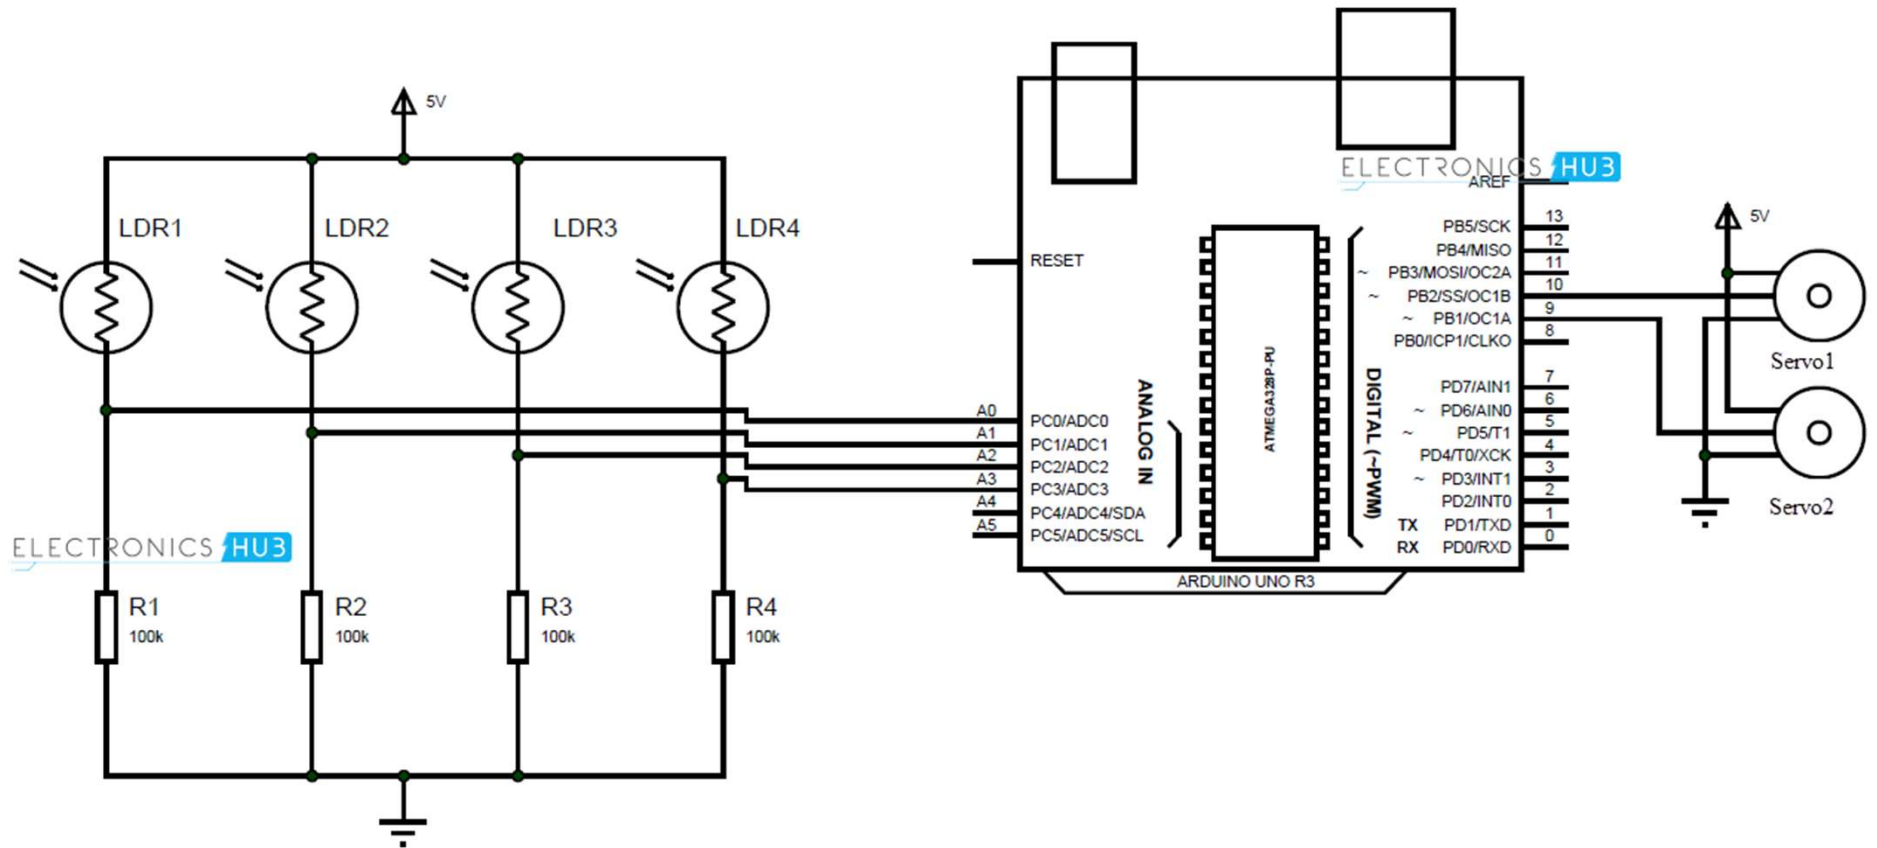 5V
LDR1
LDR2
LDR3
LDR4
ELECTRONICS HUB
R1
100k
R2
100k
R3
100k
R4
100k
ELECTRONICS HUB
AREF
RESET
PB5/SCK 13
PB4/MISO 12
~ PB3/MOSI/OC2A 11
~ PB2/SS/OC1B 10
~ PB1/OC1A 9
PB0/ICP1/CLKO 8
PD7/AIN1 7
~ PD6/AIN0 6
~ PD5/T1 5
PD4/T0/XCK 4
~ PD3/INT1 3
PD2/INT0 2
TX PD1/TXD 1
RX PD0/RXD 0
A0 PC0/ADC0
A1 PC1/ADC1
A2 PC2/ADC2
A3 PC3/ADC3
A4 PC4/ADC4/SDA
A5 PC5/ADC5/SCL
ANALOG IN
ATMEGA328P-PU
DIGITAL (~PWM)
ARDUINO UNO R3
5V
Servo1
Servo2